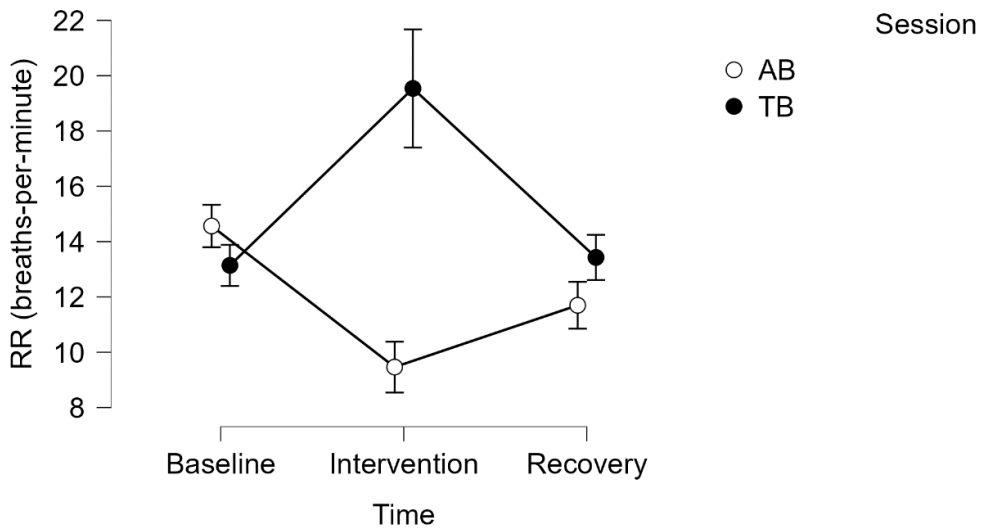 Session
AB
TB
RR (breaths-per-minute)
22
20
18
16
14
12
10
8
Baseline Intervention Recovery
Time